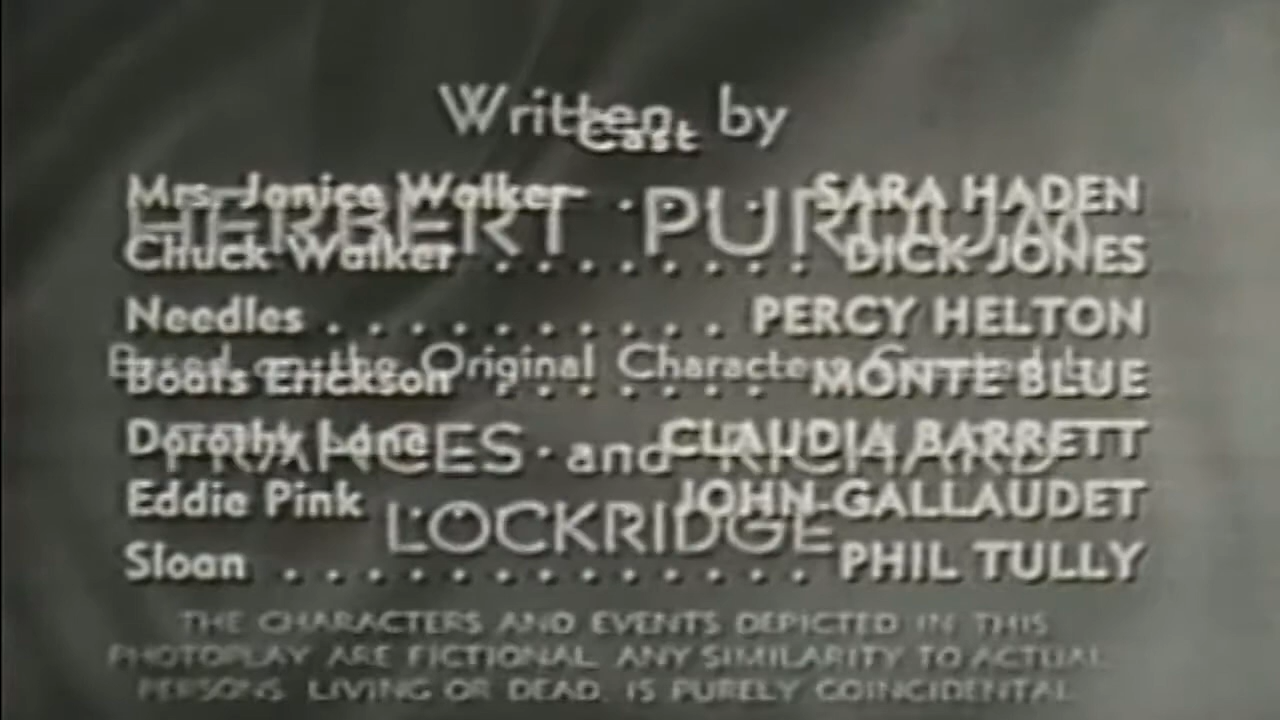 Written by
Cast
Mrs. Janice Walker . . . . SARA HADEN
HERBERT PURDUM
Chuck Walker . . . . . . . . . DICK JONES
Needles . . . . . . . . . . . . PERCY HELTON
Based on the Original Characters Created by
Boats Erickson . . . . . . . . MONTE BLUE
Dorothy Lane CLAUDIA BARRETT
FRANCES and RICHARD
Eddie Pink . . . . JOHN GALLAUDET
LOCKRIDGE
Sloan . . . . . . . . . . . . . . PHIL TULLY
THE CHARACTERS AND EVENTS DEPICTED IN THIS
PHOTOPLAY ARE FICTIONAL. ANY SIMILARITY TO ACTUAL
PERSONS, LIVING OR DEAD, IS PURELY COINCIDENTAL.